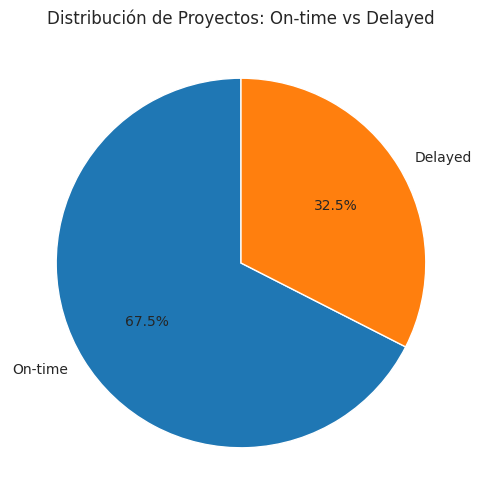 Distribución de Proyectos: On-time vs Delayed
Delayed
32.5%
67.5%
On-time